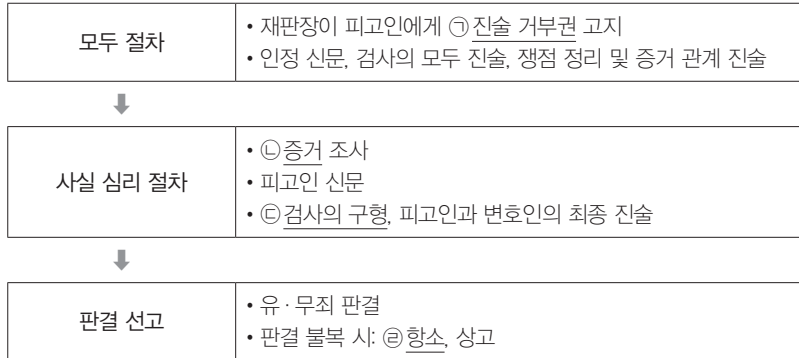 모두 절차
• 재판장이 피고인에게 ㉠진술 거부권 고지
• 인정 신문, 검사의 모두 진술, 쟁점 정리 및 증거 관계 진술
사실 심리 절차
• ㉡증거 조사
• 피고인 신문
• ㉢검사의 구형, 피고인과 변호인의 최종 진술
판결 선고
• 유·무죄 판결
• 판결 불복 시: ㉣항소, 상고